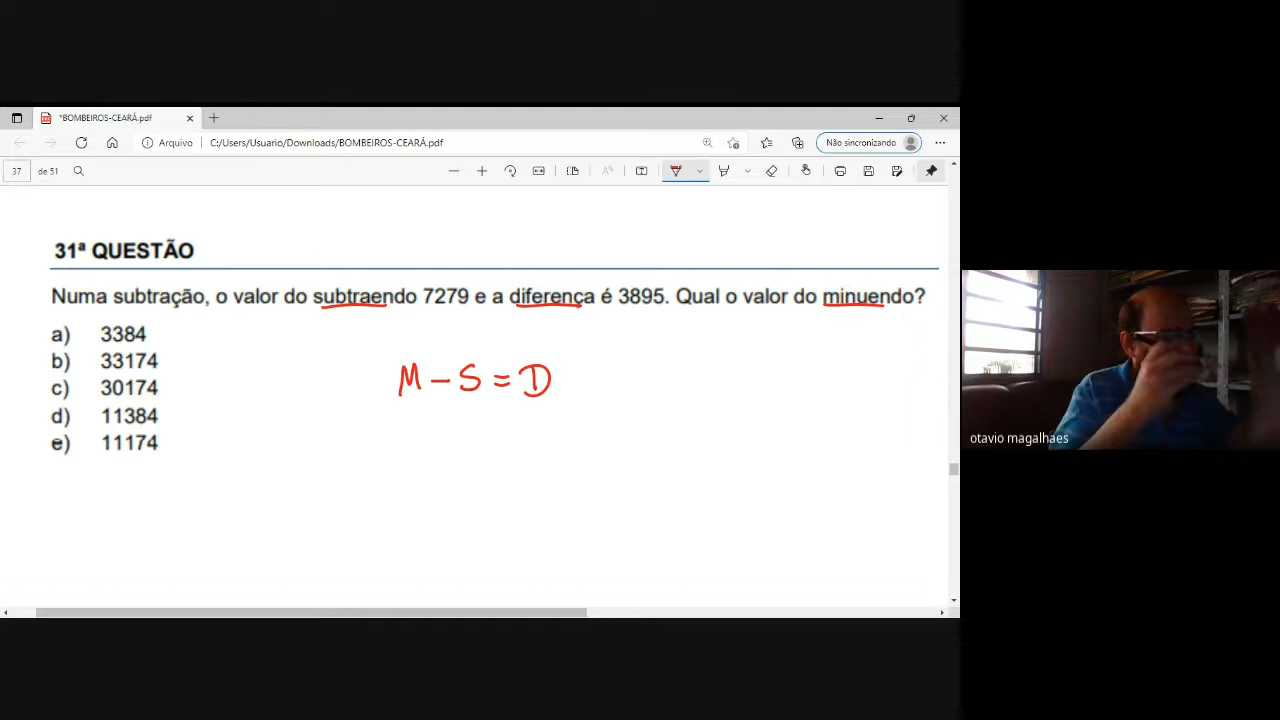 *BOMBEIROS-CEARÁ.pdf
Arquivo C:/Users/Usuario/Downloads/BOMBEIROS-CEARÁ.pdf Não sincronizando
37 de 51
31ª QUESTÃO
Numa subtração, o valor do subtraendo 7279 e a diferença é 3895. Qual o valor do minuendo?
a) 3384
b) 33174
c) 30174
d) 11384
e) 11174
M - S = D
otavio magalhaes